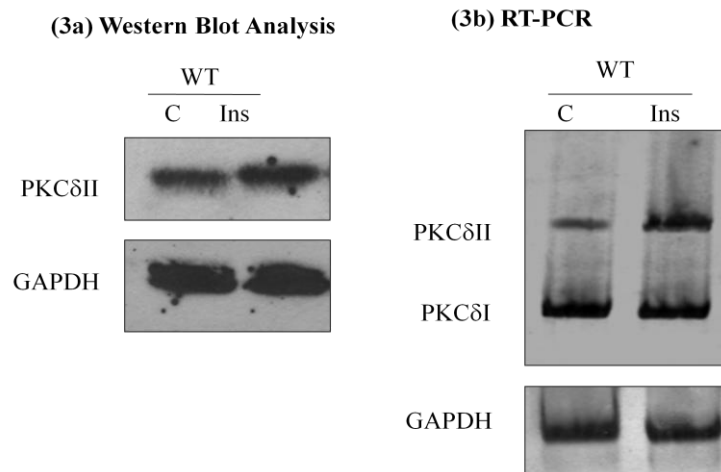 (3a) Western Blot Analysis
WT
C Ins
PKCδII
GAPDH
(3b) RT-PCR
WT
C Ins
PKCδII
PKCδI
GAPDH